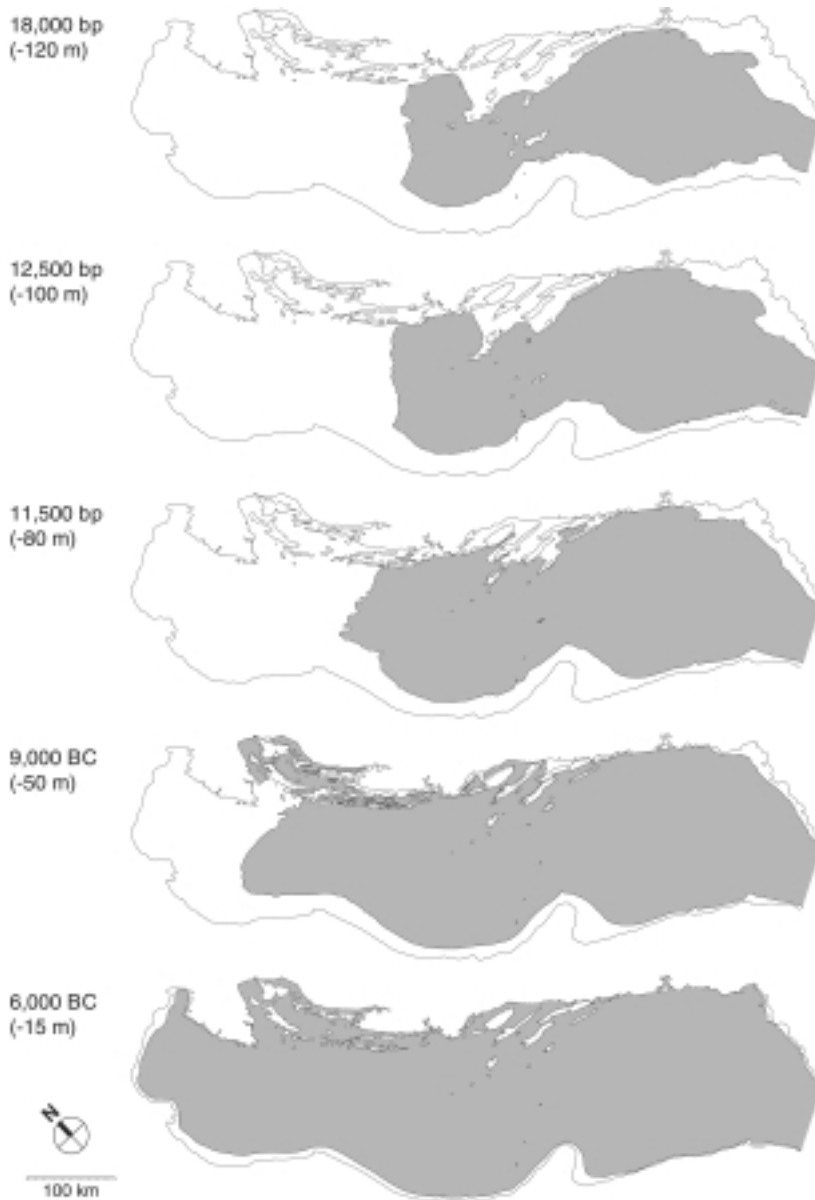 18,000 bp
(-120 m)
12,500 bp
(-100 m)
11,500 bp
(-80 m)
9,000 BC
(-50 m)
6,000 BC
(-15 m)
N
100 km